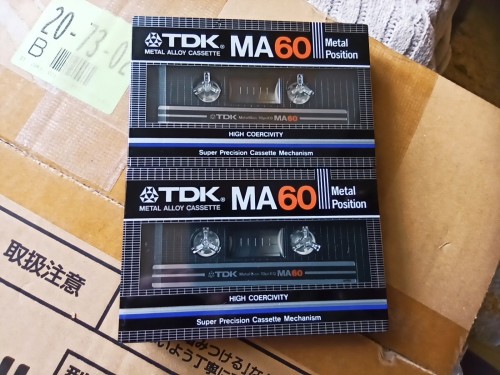 20-73-02
B
TDK® MA60 Metal Position
METAL ALLOY CASSETTE
TDK MA60
HIGH COERCIVITY
Super Precision Cassette Mechanism
TDK® MA60 Metal Position
METAL ALLOY CASSETTE
TDK MA60
HIGH COERCIVITY
Super Precision Cassette Mechanism
取扱注意